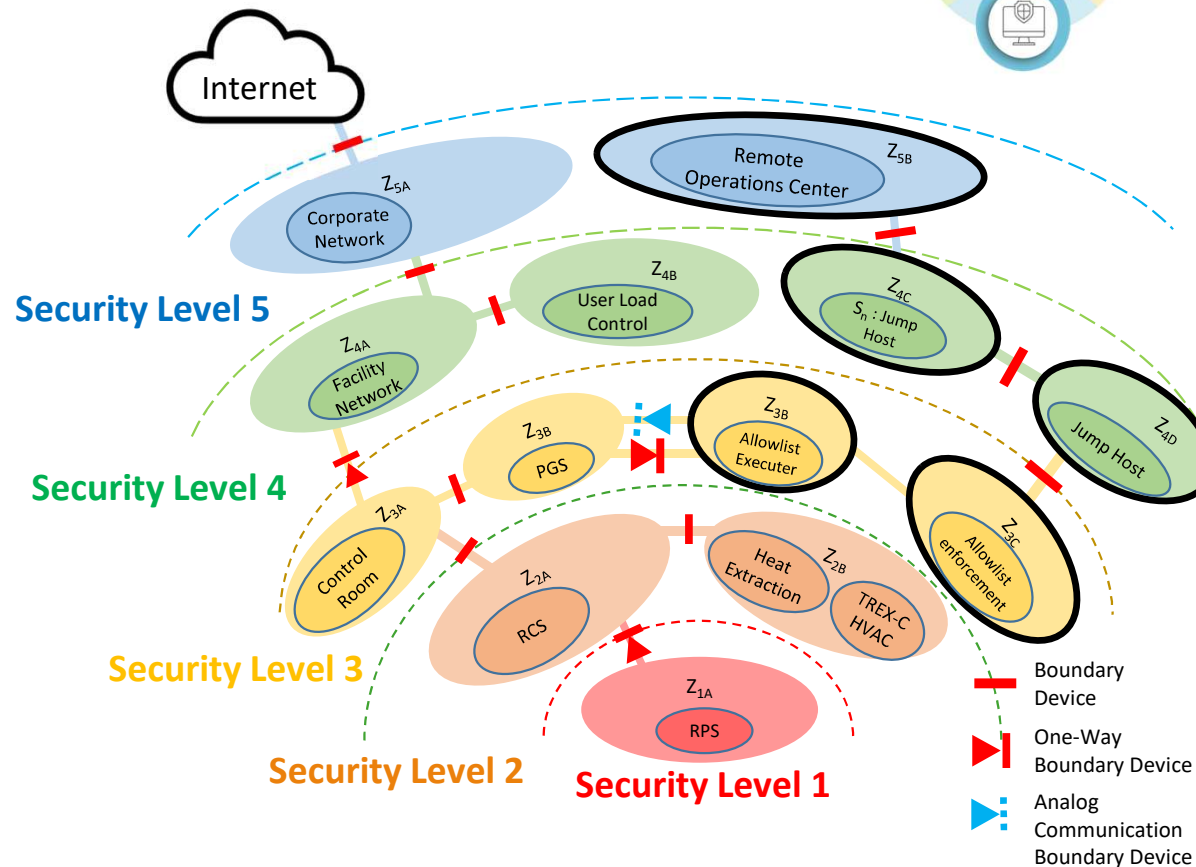 Internet
Z5A
Corporate
Network
Remote
Operations Center
Z5B
Security Level 5
Z4A
Facility
Network
Z4B
User Load
Control
Z4C
Sn : Jump
Host
Z4D
Jump Host
Security Level 4
Z3A
Control
Room
Z3B
PGS
Z3B
Allowlist
Executer
Z3C
Allowlist
enforcement
Security Level 3
Z2A
RCS
Z2B
Heat
Extraction
TREX-C
HVAC
Security Level 2
Z1A
RPS
Security Level 1
Boundary
Device
One-Way
Boundary Device
Analog
Communication
Boundary Device